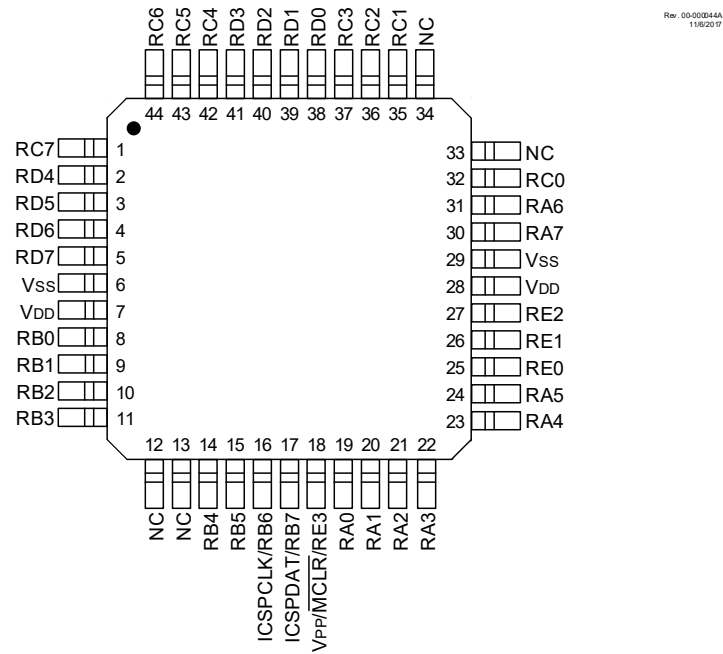 Rev. 00-000044A
11/6/2017
RC6
RC5
RC4
RD3
RD2
RD1
RD0
RC3
RC2
RC1
NC
44 43 42 41 40 39 38 37 36 35 34
RC7 1
RD4 2
RD5 3
RD6 4
RD7 5
VSS 6
VDD 7
RB0 8
RB1 9
RB2 10
RB3 11
33 NC
32 RC0
31 RA6
30 RA7
29 VSS
28 VDD
27 RE2
26 RE1
25 RE0
24 RA5
23 RA4
12 13 14 15 16 17 18 19 20 21 22
NC
NC
RB4
RB5
ICSPCLK/RB6
ICSPDAT/RB7
VPP/MCLR/RE3
RA0
RA1
RA2
RA3